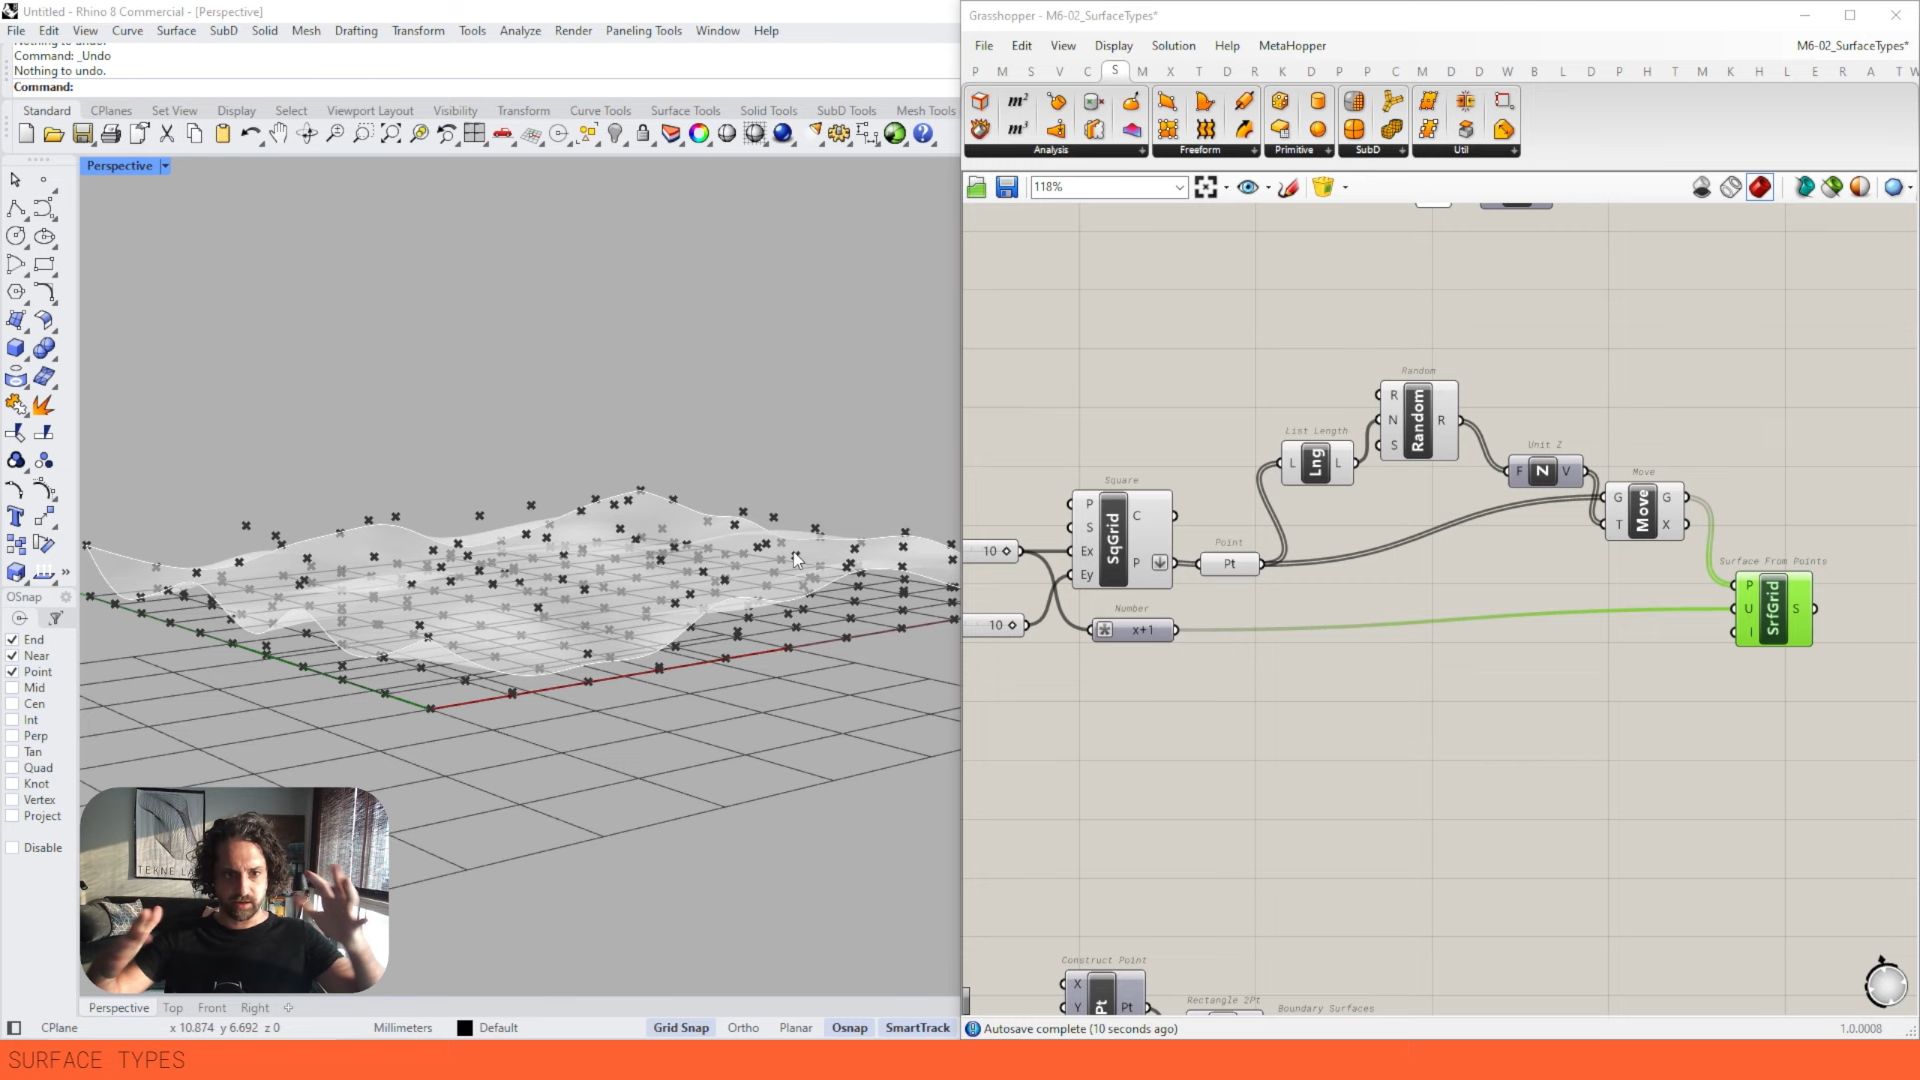 Untitled - Rhino 8 Commercial - [Perspective]
File Edit View Curve Surface SubD Solid Mesh Drafting Transform Tools Analyze Render Paneling Tools Window Help
Nothing to undo.
Command: _Undo
Nothing to undo.
Command:
Standard CPlanes Set View Display Select Viewport Layout Visibility Transform Curve Tools Surface Tools Solid Tools SubD Tools Mesh Tools
Perspective
OSnap
End
Near
Point
Mid
Cen
Int
Perp
Tan
Quad
Knot
Vertex
Project
Disable
TERNE LA
Perspective Top Front Right
CPlane x 10.874 y 6.692 z 0 Millimeters Default Grid Snap Ortho Planar Osnap SmartTrack
Grasshopper - M6-02_SurfaceTypes*
File Edit View Display Solution Help MetaHopper M6-02_SurfaceTypes*
P M S V C S M X T D R K D P P C M D D W B L D P H T M K H L E R A T W
m²
m³
Analysis Freeform Primitive SubD Util
118%
Random
R
N R
S
Random
List Length
L Lng L
Unit Z
F Z V
Move
G G
T X
Move
Square
P
S C
Ex
Ey P
SqGrid
10
10
Point
Pt
Number
x+1
Surface From Points
P
U S
I
SrfGrid
Construct Point
X
Y Pt
Pt
Rectangle 2Pt
Boundary Surfaces
Autosave complete (10 seconds ago)
1.0.0008
SURFACE TYPES